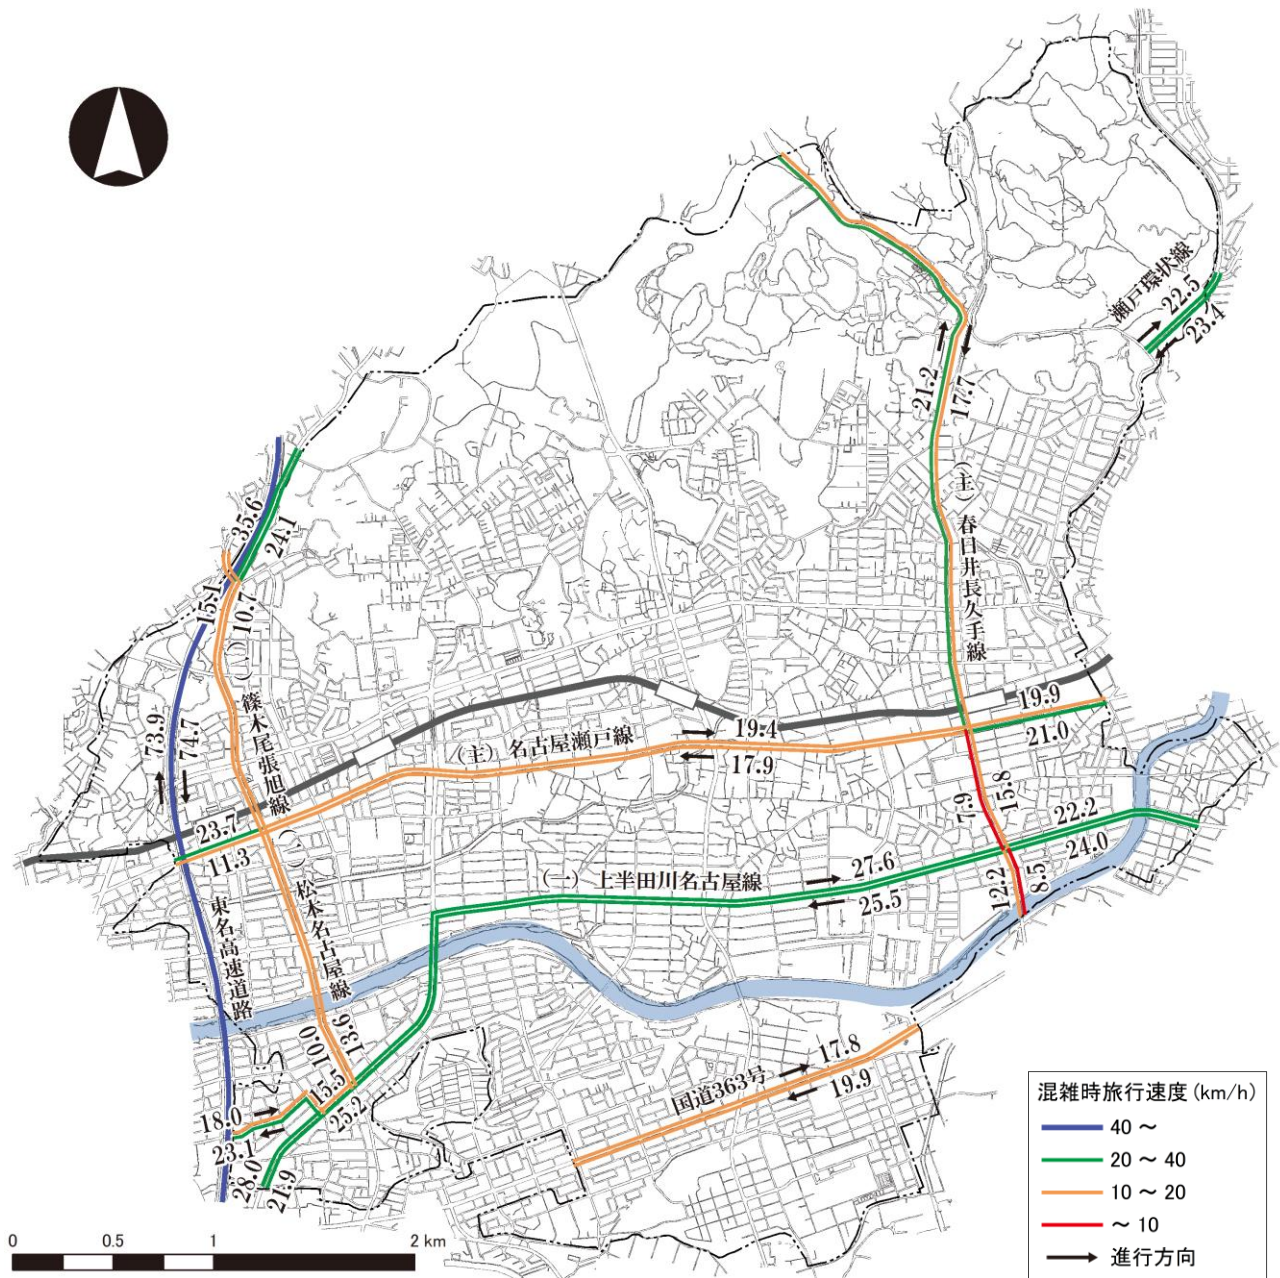 瀬戸環状線
22.5
23.4
21.2
17.7
(主)春日井長久手線
35.6
24.1
15.1
10.7
(一)篠木尾張旭線
73.9
74.7
19.9
21.0
(主)名古屋瀬戸線
19.4
17.9
7.9
15.8
23.7
11.3
22.2
24.0
(一)上半田川名古屋線
27.6
25.5
12.2
8.5
東名高速道路
(一)松本名古屋線
10.0
13.6
15.5
25.2
18.0
23.1
28.0
21.9
国道363号
17.8
19.9
混雑時旅行速度 (km/h)
40 ～
20 ～ 40
10 ～ 20
～ 10
進行方向
0 0.5 1 2 km